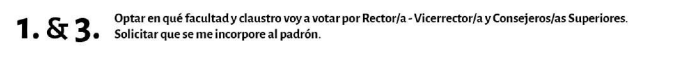 1. & 3. Optar en qué facultad y claustro voy a votar por Rector/a - Vicerrector/a y Consejeros/as Superiores.
Solicitar que se me incorpore al padrón.